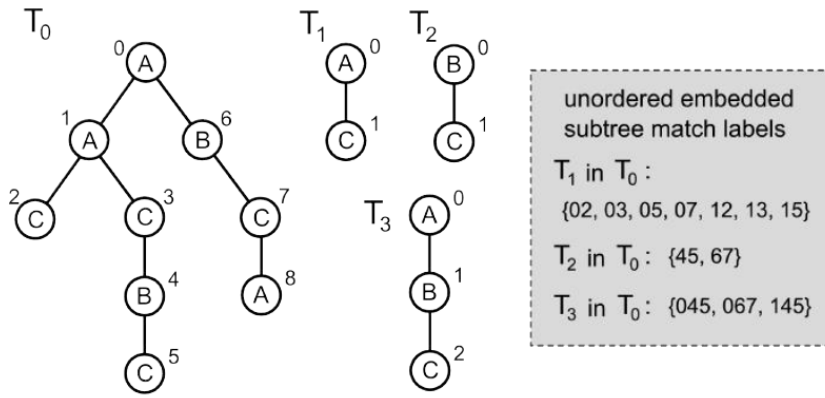 T0
0 A
1 A
6 B
2 C
3 C
7 C
4 B
8 A
5 C
T1
A 0
C 1
T2
B 0
C 1
T3
A 0
B 1
C 2
unordered embedded
subtree match labels
T1 in T0 :
{02, 03, 05, 07, 12, 13, 15}
T2 in T0 : {45, 67}
T3 in T0 : {045, 067, 145}